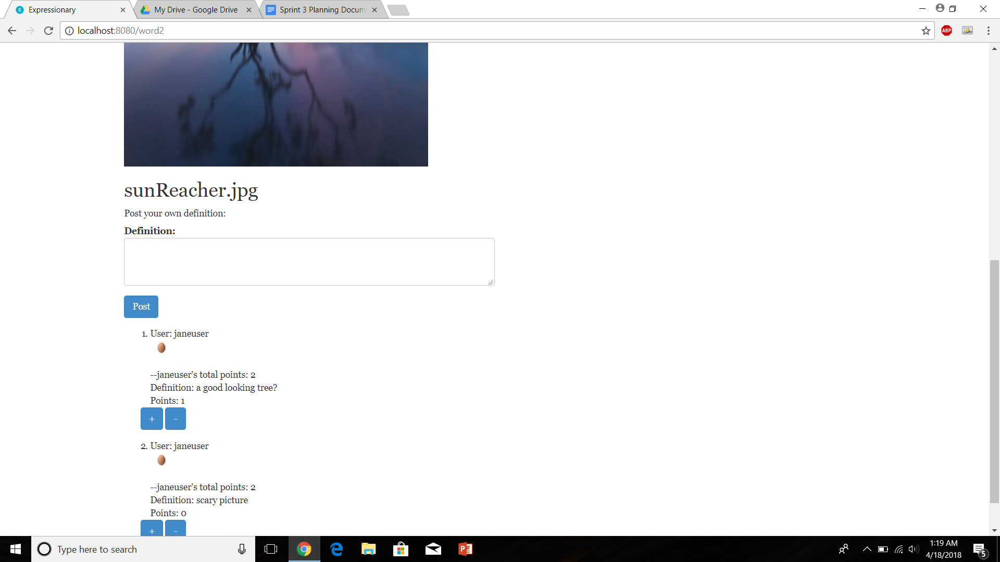 Expressionary
My Drive - Google Drive
Sprint 3 Planning Docum
localhost:8080/word2
ABP
sunReacher.jpg
Post your own definition:
Definition:
Post
1. User: janeuser
--janeuser's total points: 2
Definition: a good looking tree?
Points: 1
+ -
2. User: janeuser
--janeuser's total points: 2
Definition: scary picture
Points: 0
+ -
Type here to search
1:19 AM
4/18/2018
5